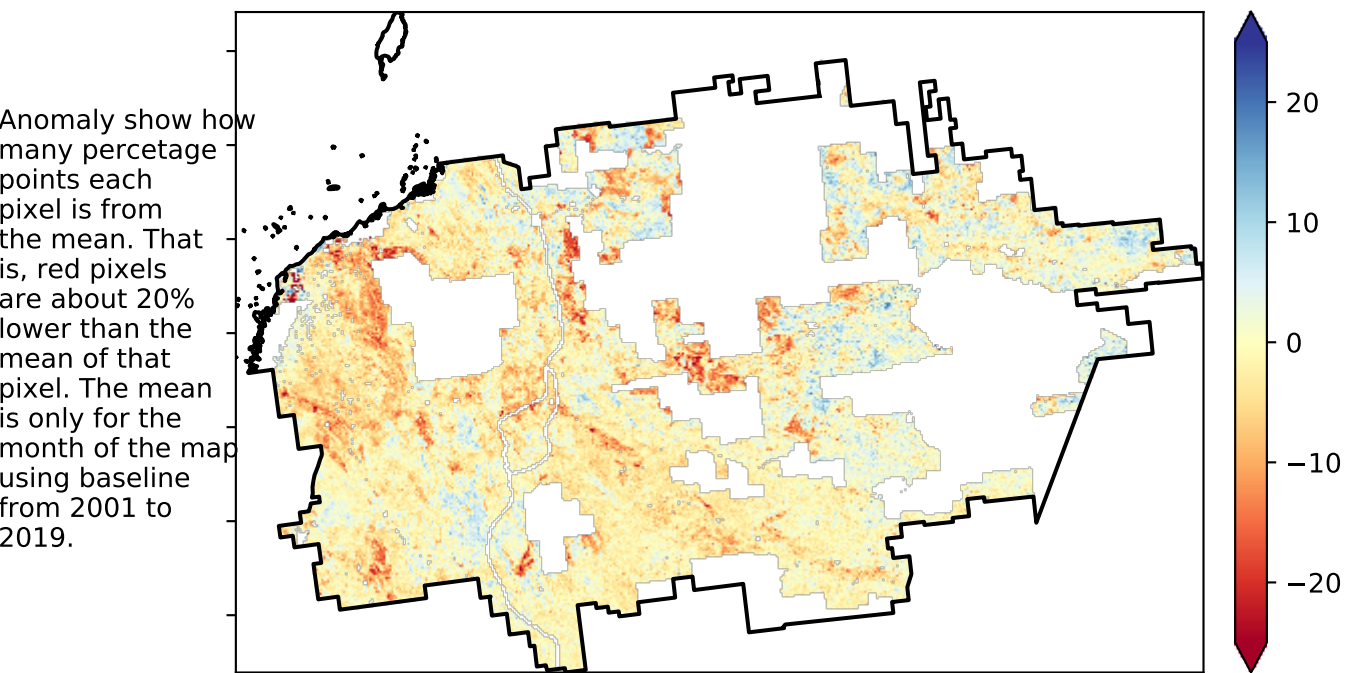 Anomaly show how
many percetage
points each
pixel is from
the mean. That
is, red pixels
are about 20%
lower than the
mean of that
pixel. The mean
is only for the
month of the map
using baseline
from 2001 to
2019.
20
10
0
−10
−20